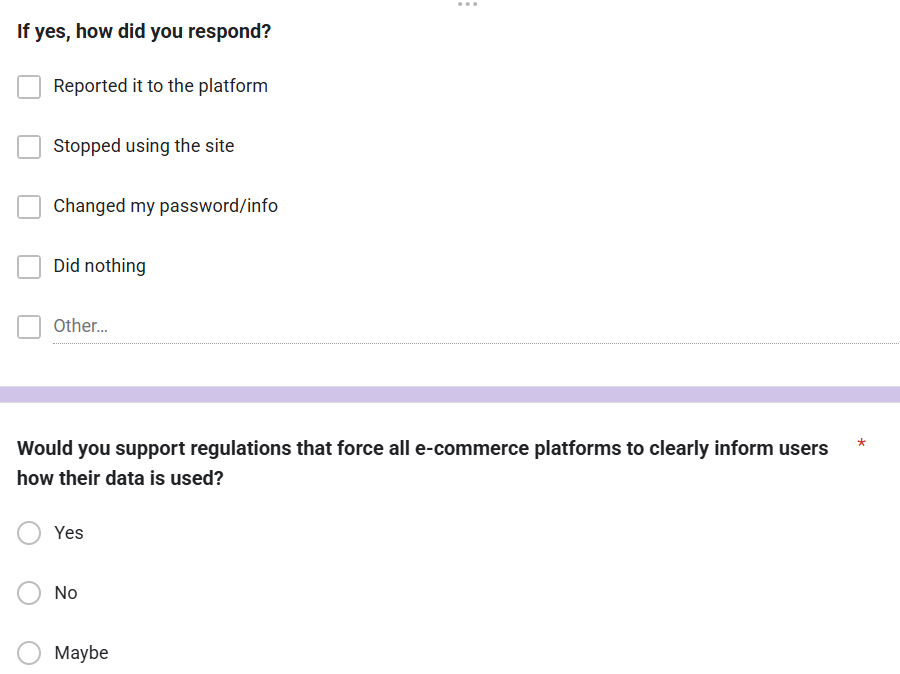 If yes, how did you respond?
Reported it to the platform
Stopped using the site
Changed my password/info
Did nothing
Other...
Would you support regulations that force all e-commerce platforms to clearly inform users *
how their data is used?
Yes
No
Maybe